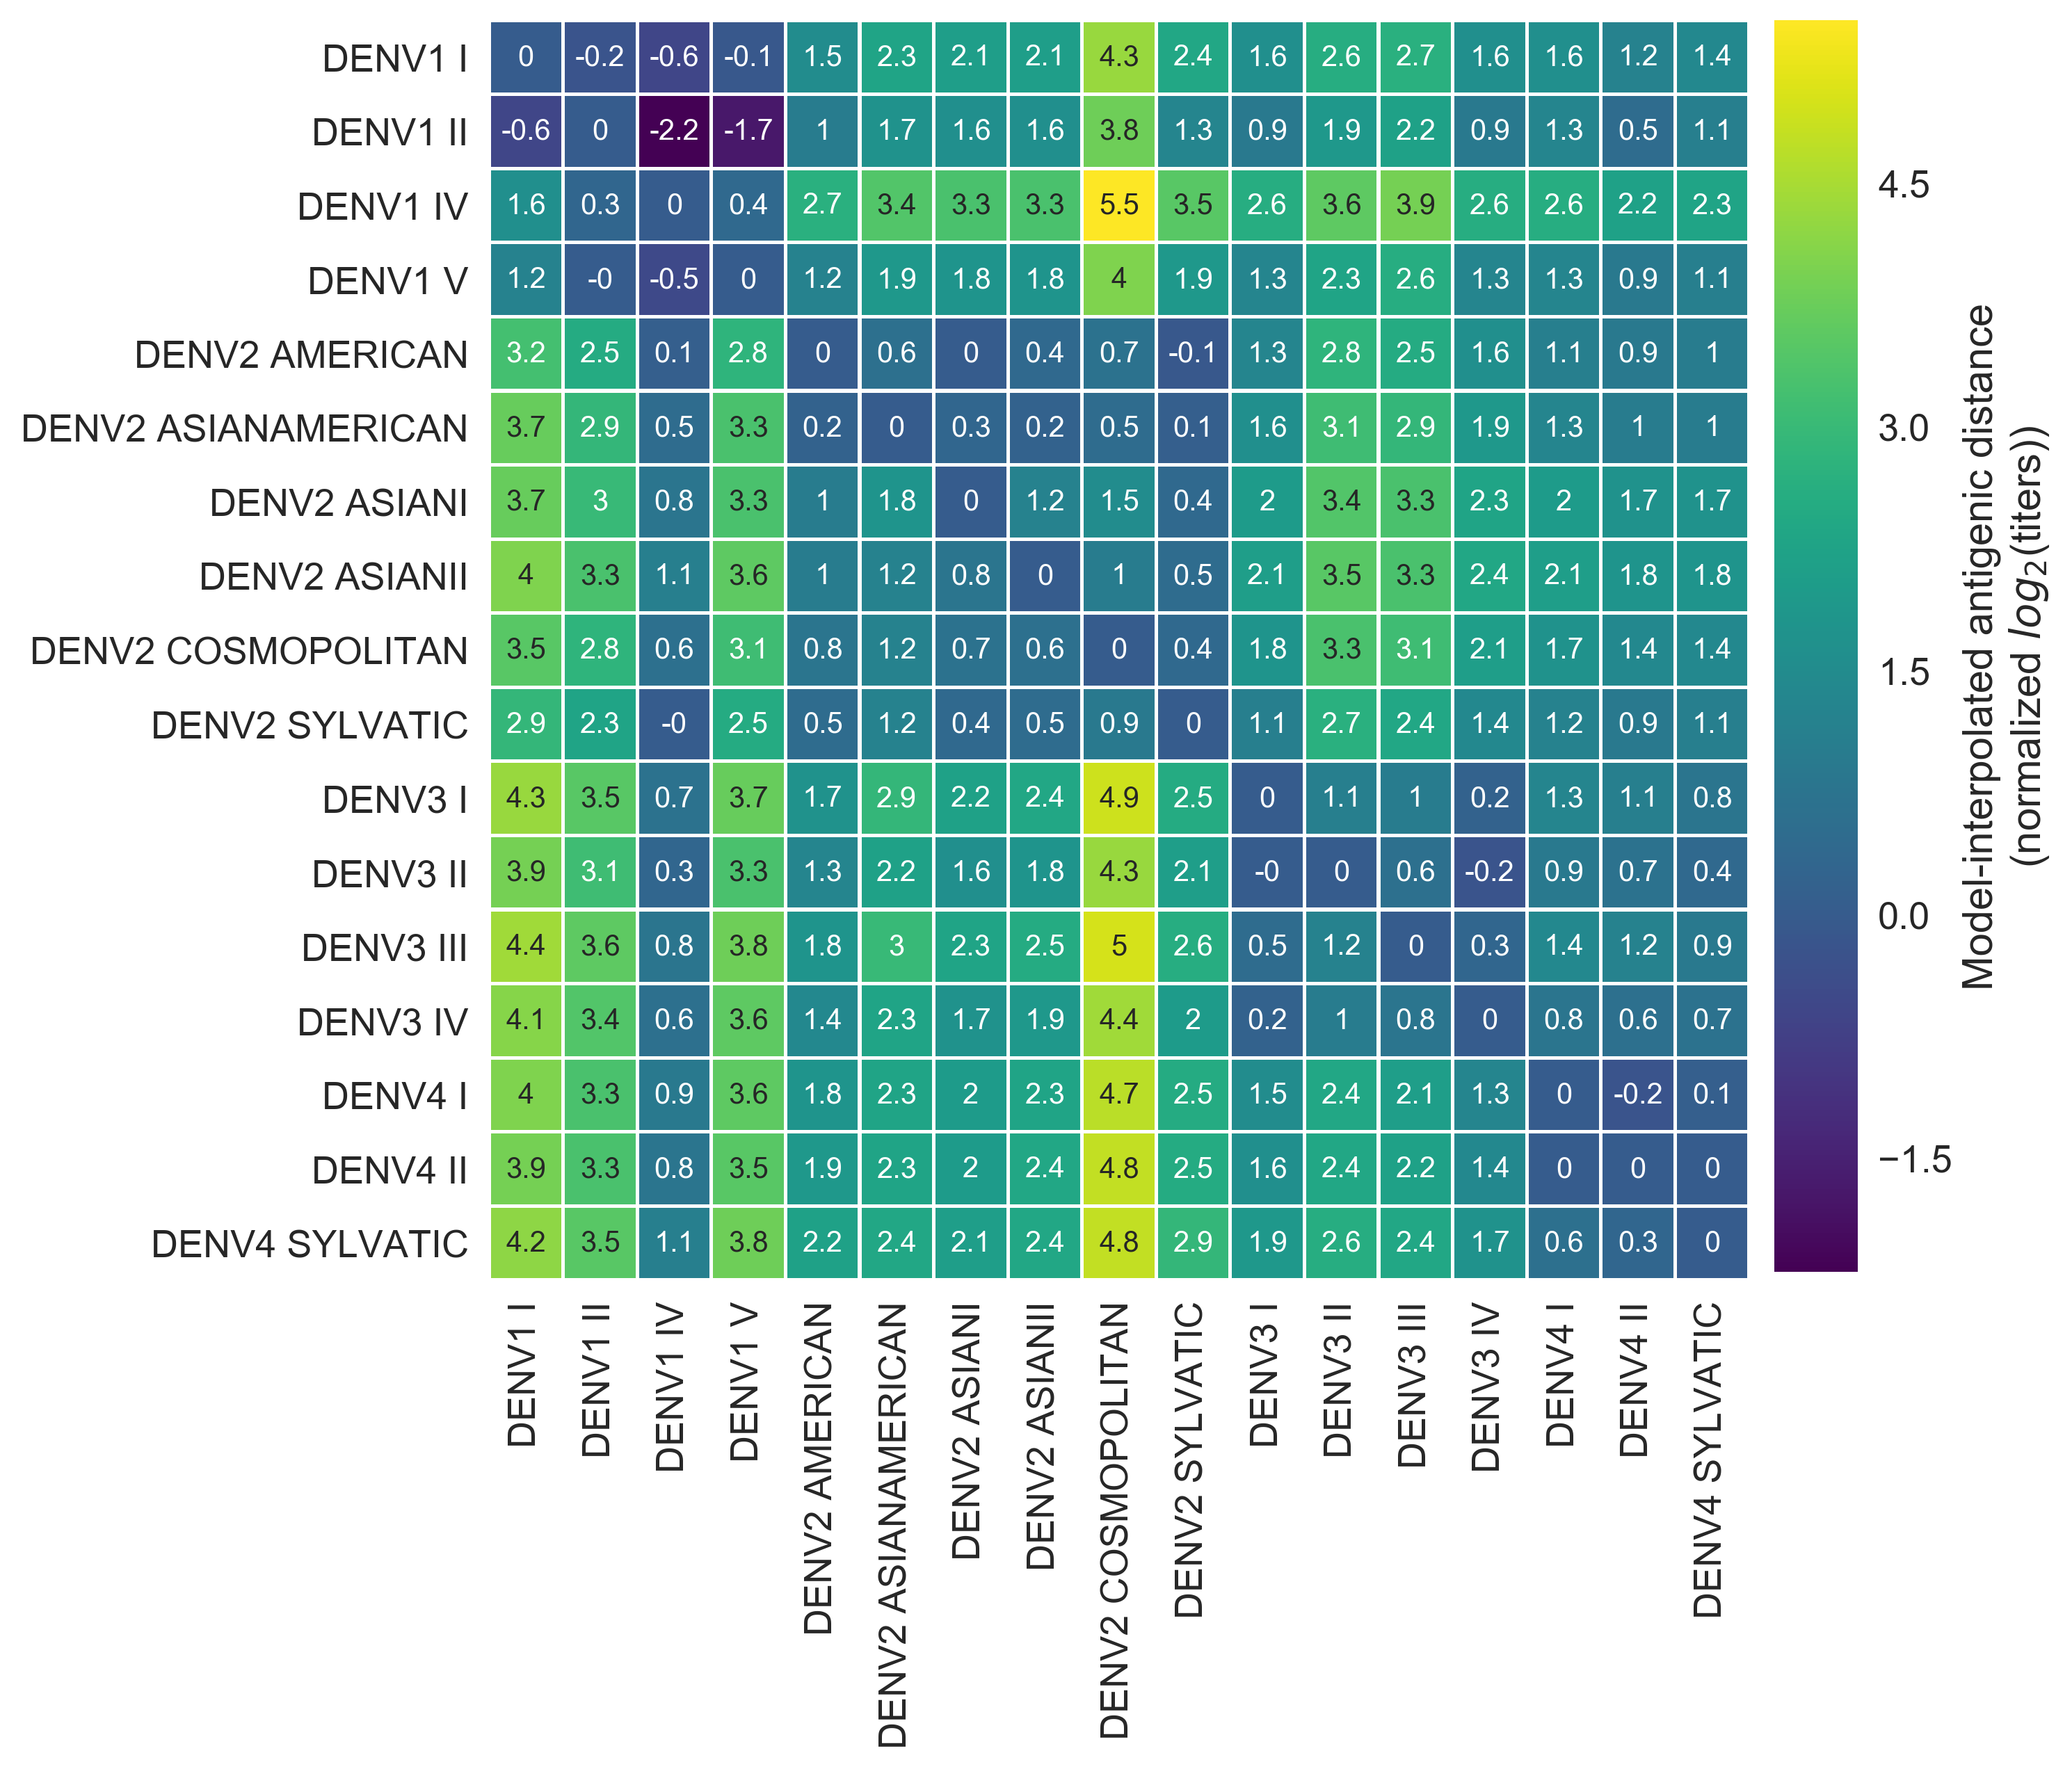 DENV1 I 0 -0.2 -0.6 -0.1 1.5 2.3 2.1 2.1 4.3 2.4 1.6 2.6 2.7 1.6 1.6 1.2 1.4
DENV1 II -0.6 0 -2.2 -1.7 1 1.7 1.6 1.6 3.8 1.3 0.9 1.9 2.2 0.9 1.3 0.5 1.1
DENV1 IV 1.6 0.3 0 0.4 2.7 3.4 3.3 3.3 5.5 3.5 2.6 3.6 3.9 2.6 2.6 2.2 2.3
DENV1 V 1.2 -0 -0.5 0 1.2 1.9 1.8 1.8 4 1.9 1.3 2.3 2.6 1.3 1.3 0.9 1.1
DENV2 AMERICAN 3.2 2.5 0.1 2.8 0 0.6 0 0.4 0.7 -0.1 1.3 2.8 2.5 1.6 1.1 0.9 1
DENV2 ASIANAMERICAN 3.7 2.9 0.5 3.3 0.2 0 0.3 0.2 0.5 0.1 1.6 3.1 2.9 1.9 1.3 1 1
DENV2 ASIANI 3.7 3 0.8 3.3 1 1.8 0 1.2 1.5 0.4 2 3.4 3.3 2.3 2 1.7 1.7
DENV2 ASIANII 4 3.3 1.1 3.6 1 1.2 0.8 0 1 0.5 2.1 3.5 3.3 2.4 2.1 1.8 1.8
DENV2 COSMOPOLITAN 3.5 2.8 0.6 3.1 0.8 1.2 0.7 0.6 0 0.4 1.8 3.3 3.1 2.1 1.7 1.4 1.4
DENV2 SYLVATIC 2.9 2.3 -0 2.5 0.5 1.2 0.4 0.5 0.9 0 1.1 2.7 2.4 1.4 1.2 0.9 1.1
DENV3 I 4.3 3.5 0.7 3.7 1.7 2.9 2.2 2.4 4.9 2.5 0 1.1 1 0.2 1.3 1.1 0.8
DENV3 II 3.9 3.1 0.3 3.3 1.3 2.2 1.6 1.8 4.3 2.1 -0 0 0.6 -0.2 0.9 0.7 0.4
DENV3 III 4.4 3.6 0.8 3.8 1.8 3 2.3 2.5 5 2.6 0.5 1.2 0 0.3 1.4 1.2 0.9
DENV3 IV 4.1 3.4 0.6 3.6 1.4 2.3 1.7 1.9 4.4 2 0.2 1 0.8 0 0.8 0.6 0.7
DENV4 I 4 3.3 0.9 3.6 1.8 2.3 2 2.3 4.7 2.5 1.5 2.4 2.1 1.3 0 -0.2 0.1
DENV4 II 3.9 3.3 0.8 3.5 1.9 2.3 2 2.4 4.8 2.5 1.6 2.4 2.2 1.4 0 0 0
DENV4 SYLVATIC 4.2 3.5 1.1 3.8 2.2 2.4 2.1 2.4 4.8 2.9 1.9 2.6 2.4 1.7 0.6 0.3 0
DENV1 I
DENV1 II
DENV1 IV
DENV1 V
DENV2 AMERICAN
DENV2 ASIANAMERICAN
DENV2 ASIANI
DENV2 ASIANII
DENV2 COSMOPOLITAN
DENV2 SYLVATIC
DENV3 I
DENV3 II
DENV3 III
DENV3 IV
DENV4 I
DENV4 II
DENV4 SYLVATIC
4.5
3.0
1.5
0.0
−1.5
Model-interpolated antigenic distance
(normalized log₂(titers)))